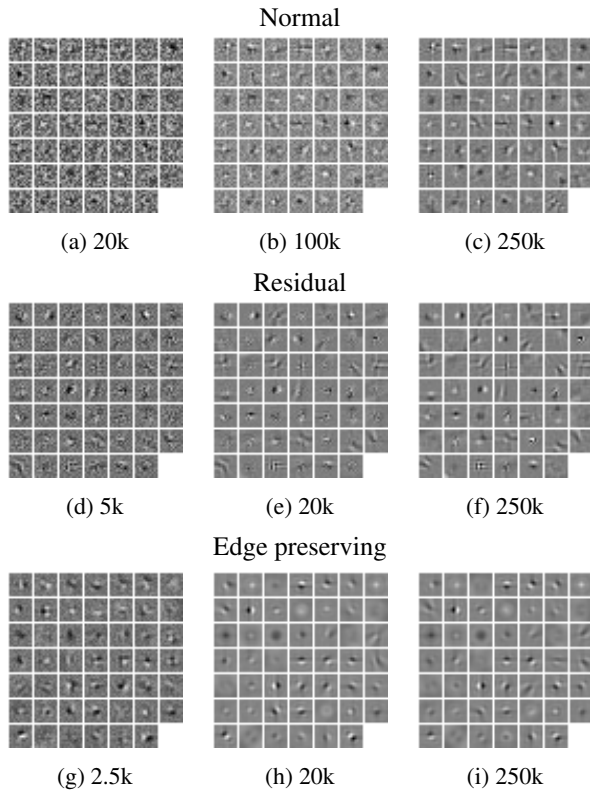 Normal
(a) 20k
(b) 100k
(c) 250k
Residual
(d) 5k
(e) 20k
(f) 250k
Edge preserving
(g) 2.5k
(h) 20k
(i) 250k